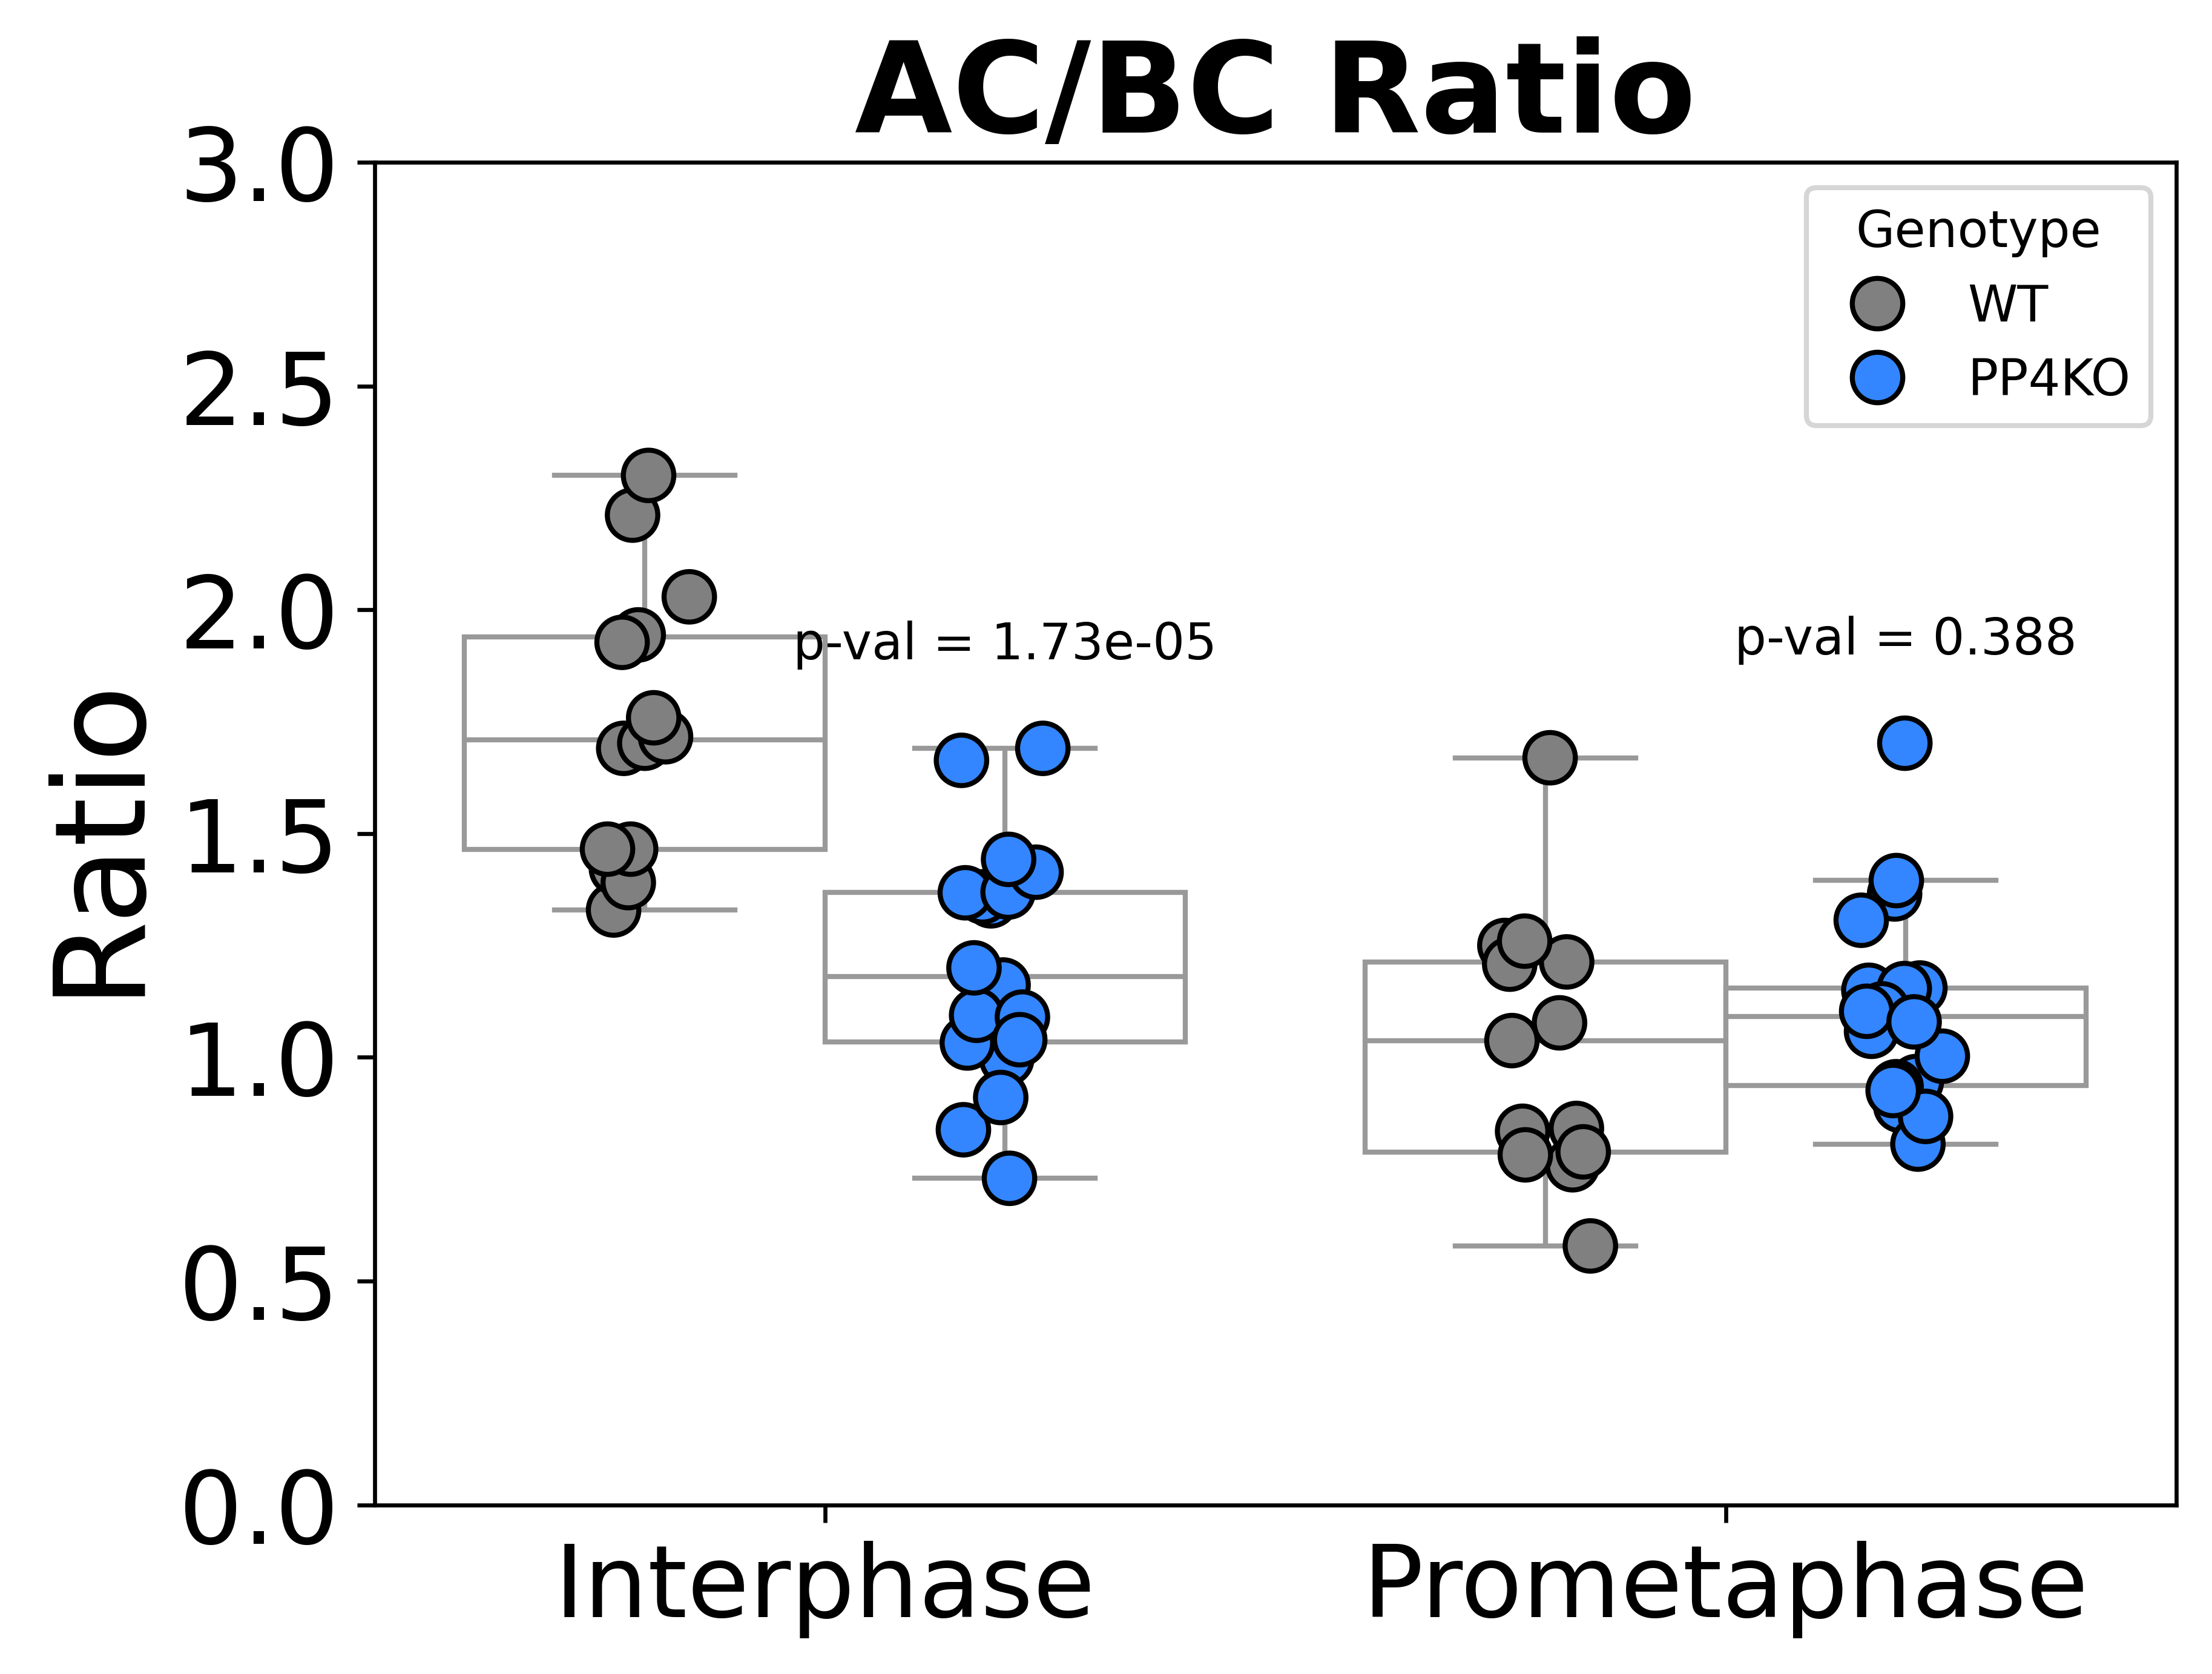 AC/BC Ratio
3.0
2.5
2.0
1.5
1.0
0.5
0.0
Ratio
Genotype
WT
PP4KO
p-val = 1.73e-05
p-val = 0.388
Interphase
Prometaphase